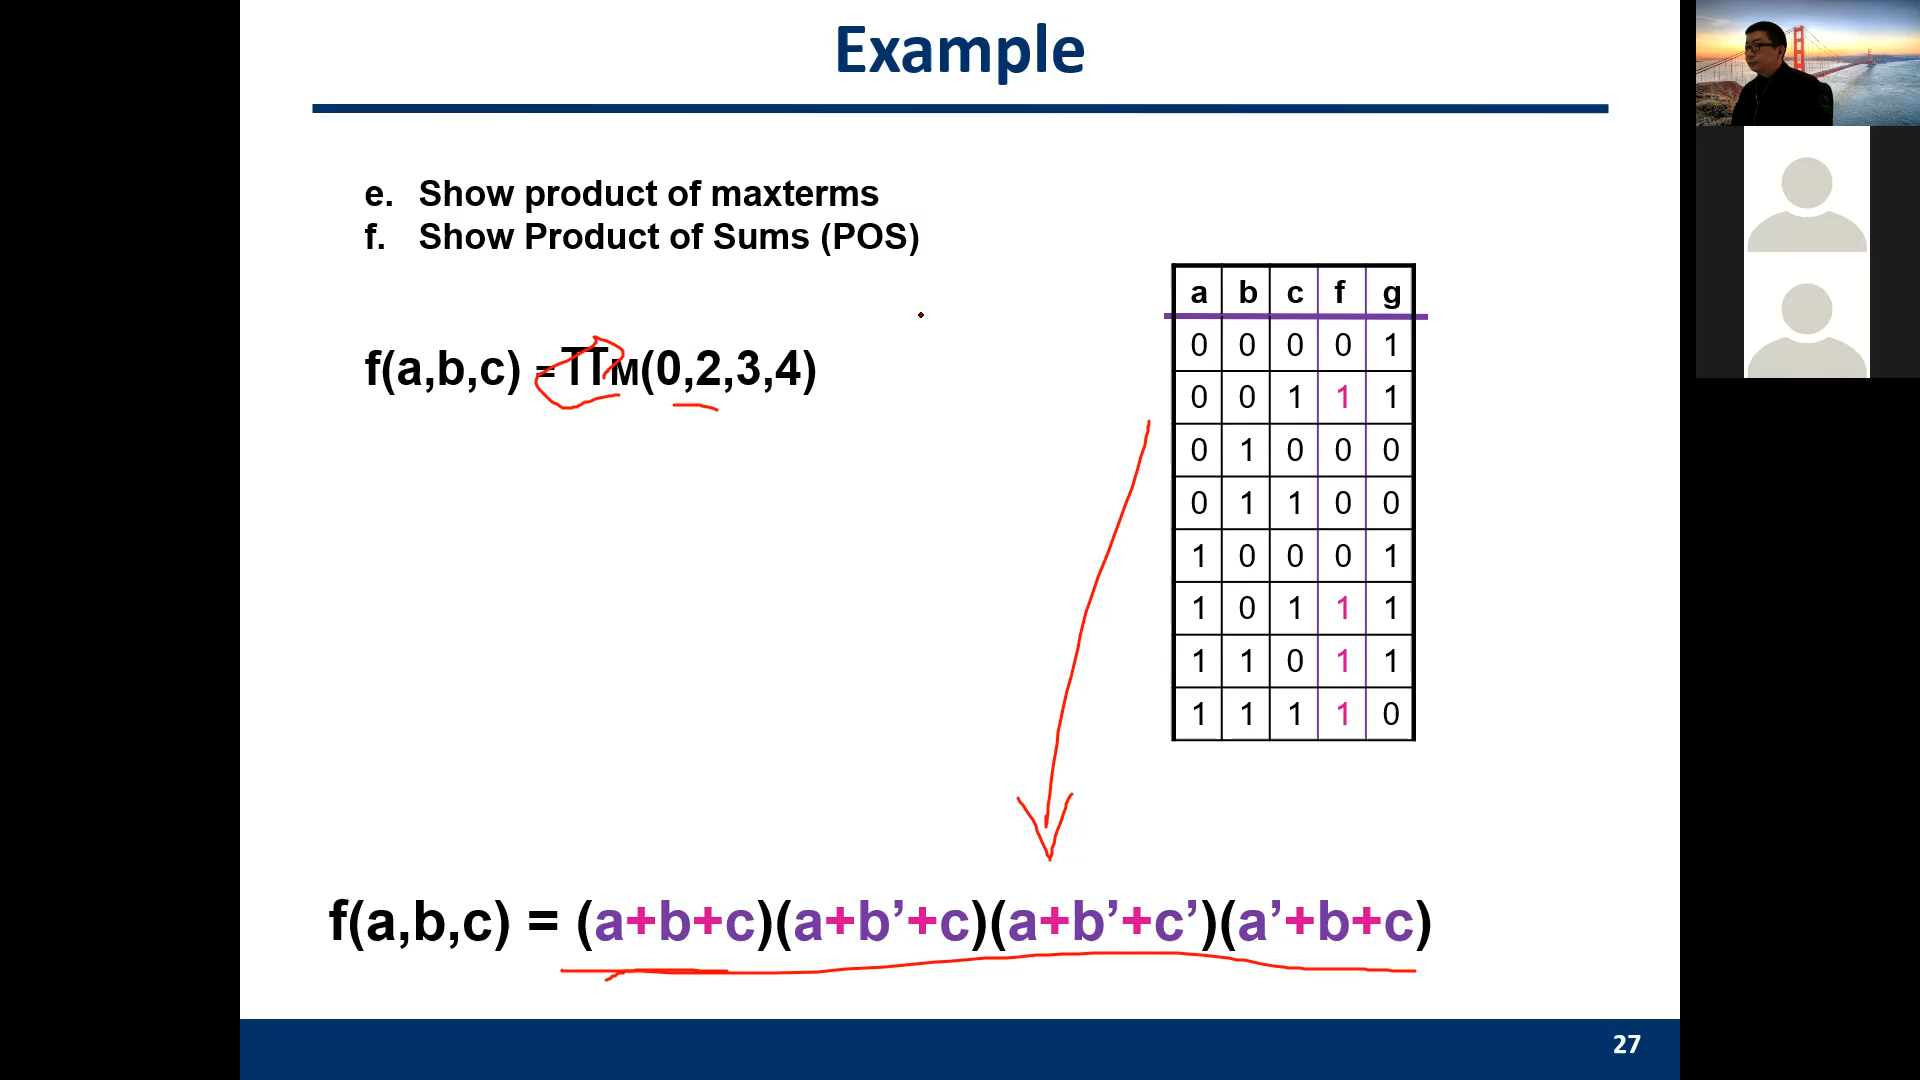 Example
e. Show product of maxterms
f. Show Product of Sums (POS)
f(a,b,c) =ΠM(0,2,3,4)
a b c f g
0 0 0 0 1
0 0 1 1 1
0 1 0 0 0
0 1 1 0 0
1 0 0 0 1
1 0 1 1 1
1 1 0 1 1
1 1 1 1 0
f(a,b,c) = (a+b+c)(a+b’+c)(a+b’+c’)(a’+b+c)
27